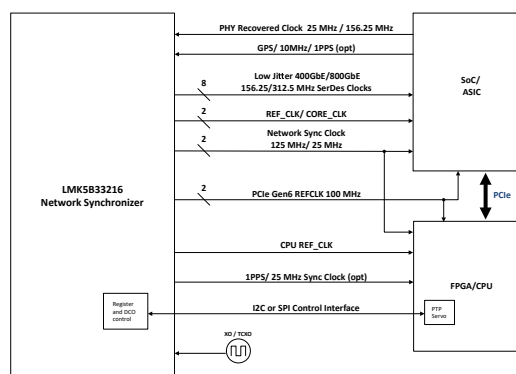 PHY Recovered Clock 25 MHz / 156.25 MHz
GPS/ 10MHz/ 1PPS (opt)
SoC/
ASIC
8
Low Jitter 400GbE/800GbE
156.25/312.5 MHz SerDes Clocks
2
REF_CLK/ CORE_CLK
2
Network Sync Clock
125 MHz/ 25 MHz
LMK5B33216
Network Synchronizer
2
PCIe Gen6 REFCLK 100 MHz
PCIe
CPU REF_CLK
1PPS/ 25 MHz Sync Clock (opt)
FPGA/CPU
Register
and DCO
control
I2C or SPI Control Interface
PTP
Servo
XO / TCXO